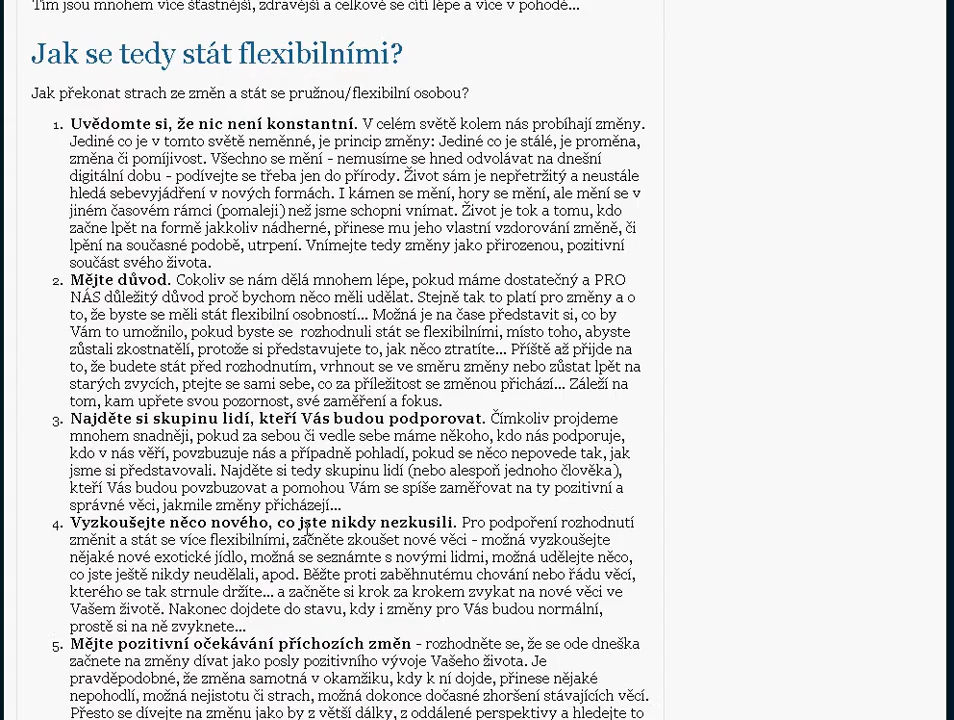 Tím jsou mnohem více šťastnější, zdravější a celkově se cítí lépe a více v pohodě...
Jak se tedy stát flexibilními?
Jak překonat strach ze změn a stát se pružnou/flexibilní osobou?
1. Uvědomte si, že nic není konstantní. V celém světě kolem nás probíhají změny.
Jediné co je v tomto světě neměnné, je princip změny: Jediné co je stálé, je proměna,
změna či pomíjivost. Všechno se mění - nemusíme se hned odvolávat na dnešní
digitální dobu - podívejte se třeba jen do přírody. Život sám je nepřetržitý a neustále
hledá sebevyjádření v nových formách. I kámen se mění, hory se mění, ale mění se v
jiném časovém rámci (pomaleji) než jsme schopni vnímat. Život je tok a tomu, kdo
začne lpět na formě jakkoliv nádherné, přinese mu jeho vlastní vzdorování změně, či
lpění na současné podobě, utrpení. Vnímejte tedy změny jako přirozenou, pozitivní
součást svého života.
2. Mějte důvod. Cokoliv se nám dělá mnohem lépe, pokud máme dostatečný a PRO
NÁS důležitý důvod proč bychom něco měli udělat. Stejně tak to platí pro změny a o
to, že byste se měli stát flexibilní osobností... Možná je na čase představit si, co by
Vám to umožnilo, pokud byste se rozhodnuli stát se flexibilními, místo toho, abyste
zůstali zkostnatělí, protože si představujete to, jak něco ztratíte... Příště až přijde na
to, že budete stát před rozhodnutím, vrhnout se ve směru změny nebo zůstat lpět na
starých zvycích, ptejte se sami sebe, co za příležitost se změnou přichází... Záleží na
tom, kam upřete svou pozornost, své zaměření a fokus.
3. Najděte si skupinu lidí, kteří Vás budou podporovat. Čímkoliv projdeme
mnohem snadněji, pokud za sebou či vedle sebe máme někoho, kdo nás podporuje,
kdo v nás věří, povzbuzuje nás a případně pohladí, pokud se něco nepovede tak, jak
jsme si představovali. Najděte si tedy skupinu lidí (nebo alespoň jednoho člověka),
kteří Vás budou povzbuzovat a pomohou Vám se spíše zaměřovat na ty pozitivní a
správné věci, jakmile změny přicházejí...
4. Vyzkoušejte něco nového, co jste nikdy nezkusili. Pro podpoření rozhodnutí
změnit a stát se více flexibilními, začněte zkoušet nové věci - možná vyzkoušejte
nějaké nové exotické jídlo, možná se seznámte s novými lidmi, možná udělejte něco,
co jste ještě nikdy neudělali, apod. Běžte proti zaběhnutému chování nebo řádu věcí,
kterého se tak strnule držíte... a začněte si krok za krokem zvykat na nové věci ve
Vašem životě. Nakonec dojdete do stavu, kdy i změny pro Vás budou normální,
prostě si na ně zvyknete...
5. Mějte pozitivní očekávání příchozích změn - rozhodněte se, že se ode dneška
začnete na změny dívat jako posly pozitivního vývoje Vašeho života. Je
pravděpodobné, že změna samotná v okamžiku, kdy k ní dojde, přinese nějaké
nepohodlí, možná nejistotu či strach, možná dokonce dočasné zhoršení stávajících věcí.
Přesto se dívejte na změnu jako by z větší dálky, z oddálené perspektivy a hledejte to